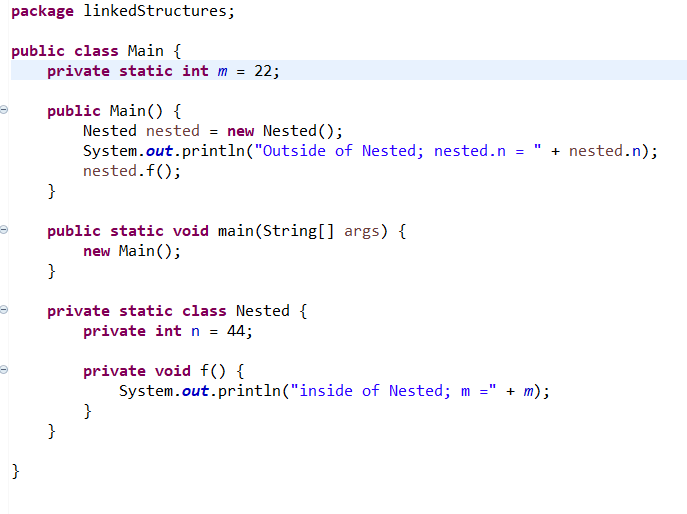 package linkedStructures;
public class Main {
    private static int m = 22;
    public Main() {
        Nested nested = new Nested();
        System.out.println("Outside of Nested; nested.n = " + nested.n);
        nested.f();
    }
    public static void main(String[] args) {
        new Main();
    }
    private static class Nested {
        private int n = 44;
        private void f() {
            System.out.println("inside of Nested; m =" + m);
        }
    }
}